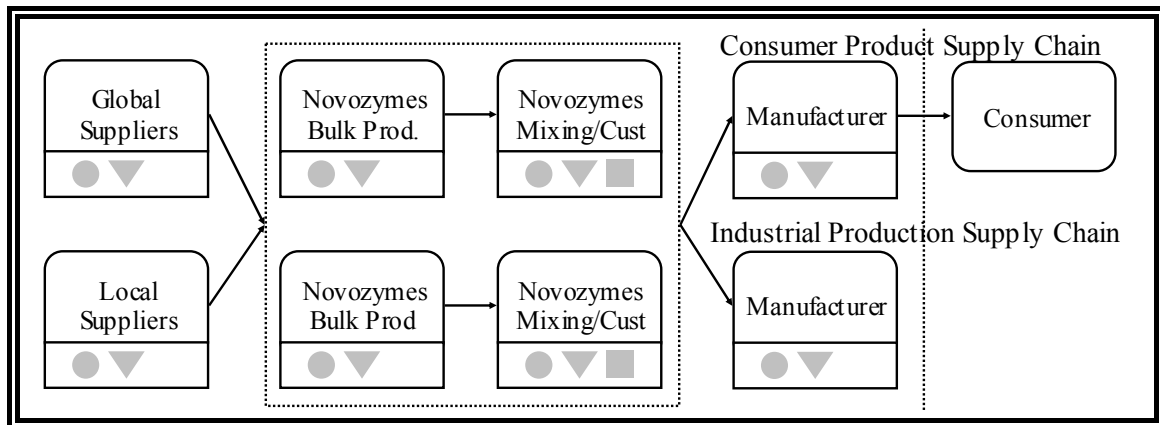 Consumer Product Supply Chain
Global
Suppliers
Novozymes
Bulk Prod.
Novozymes
Mixing/Cust
Manufacturer
Consumer
Industrial Production Supply Chain
Local
Suppliers
Novozymes
Bulk Prod
Novozymes
Mixing/Cust
Manufacturer